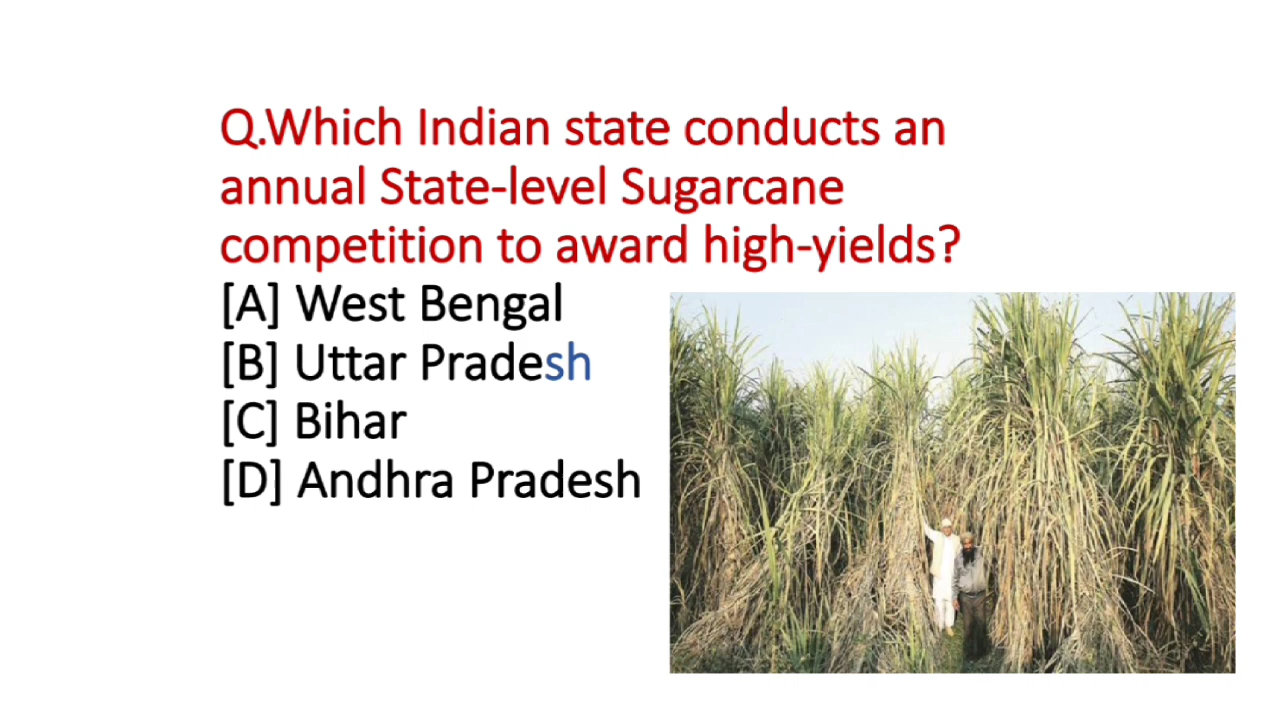 Q.Which Indian state conducts an
annual State-level Sugarcane
competition to award high-yields?
[A] West Bengal
[B] Uttar Pradesh
[C] Bihar
[D] Andhra Pradesh